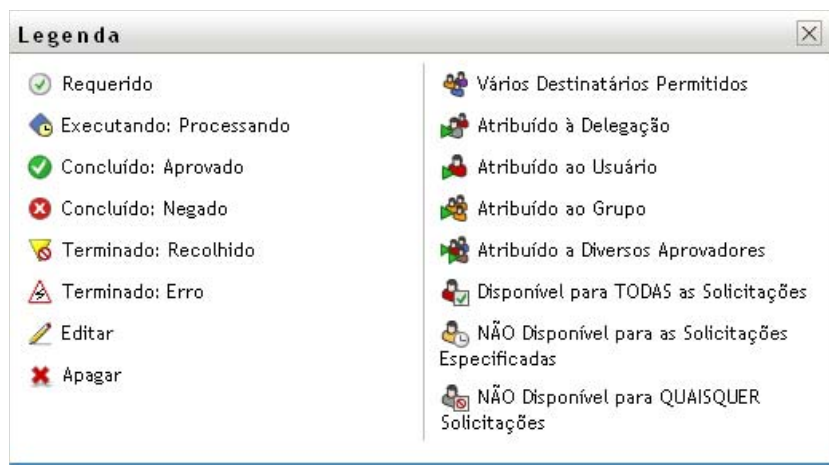 Legenda
Requerido
Executando: Processando
Concluído: Aprovado
Concluído: Negado
Terminado: Recolhido
Terminado: Erro
Editar
Apagar
Vários Destinatários Permitidos
Atribuído à Delegação
Atribuído ao Usuário
Atribuído ao Grupo
Atribuído a Diversos Aprovadores
Disponível para TODAS as Solicitações
NÃO Disponível para as Solicitações
Especificadas
NÃO Disponível para QUAISQUER
Solicitações